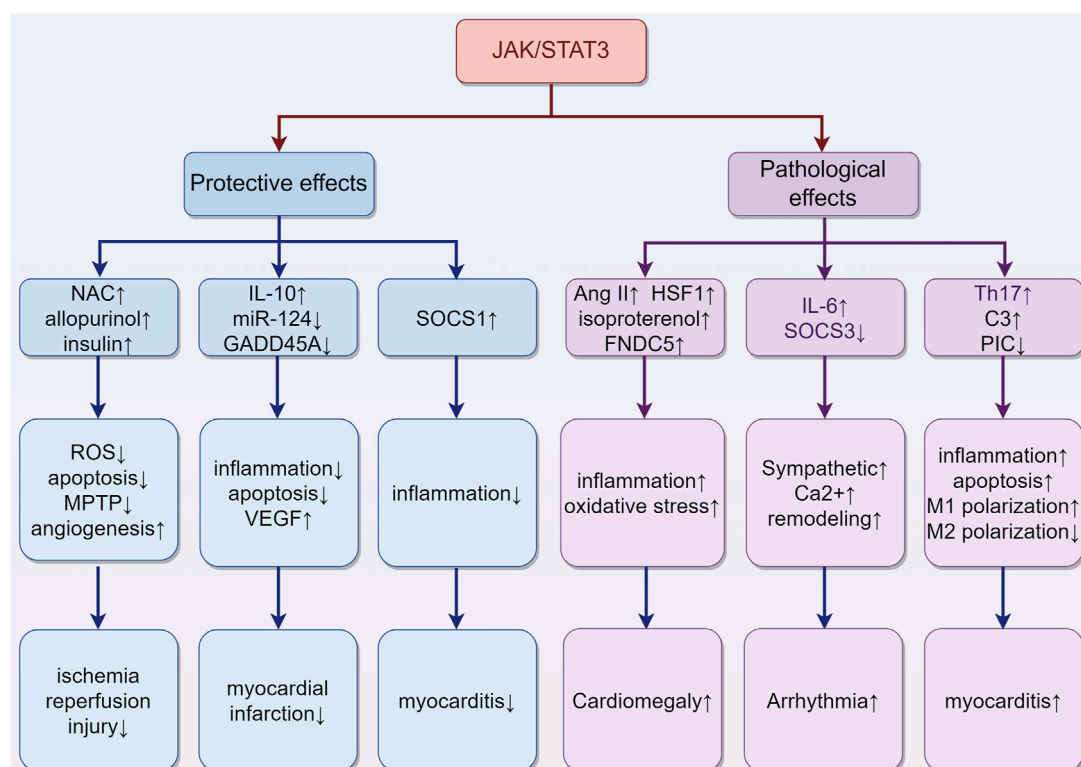 JAK/STAT3
Protective effects
Pathological
effects
NAC↑
allopurinol↑
insulin↑
IL-10↑
miR-124↓
GADD45A↓
SOCS1↑
Ang II↑ HSF1↑
isoproterenol↑
FNDC5↑
IL-6↑
SOCS3↓
Th17↑
C3↑
PIC↓
ROS↓
apoptosis↓
MPTP↓
angiogenesis↑
inflammation↓
apoptosis↓
VEGF↑
inflammation↓
inflammation↑
oxidative stress↑
Sympathetic↑
Ca2+↑
remodeling↑
inflammation↑
apoptosis↑
M1 polarization↑
M2 polarization↓
ischemia
reperfusion
injury↓
myocardial
infarction↓
myocarditis↓
Cardiomegaly↑
Arrhythmia↑
myocarditis↑